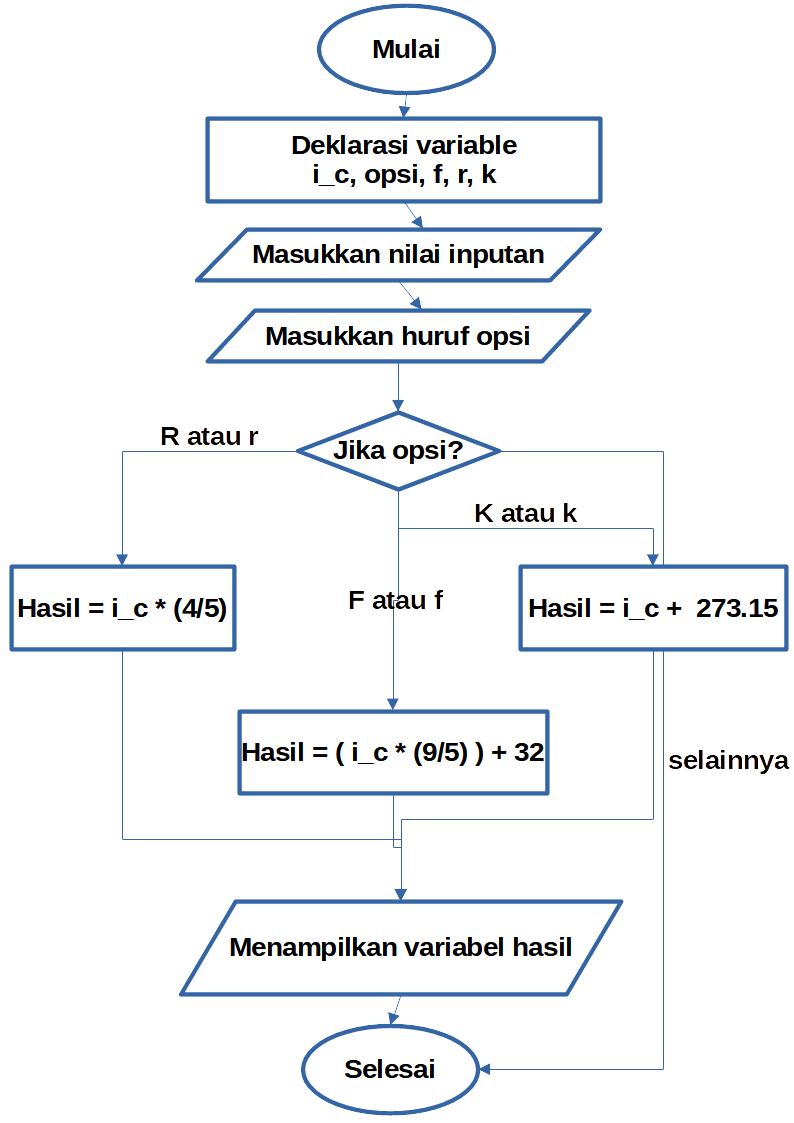 Mulai
Deklarasi variable
i_c, opsi, f, r, k
Masukkan nilai inputan
Masukkan huruf opsi
Jika opsi?
R atau r
K atau k
F atau f
Hasil = i_c * (4/5)
Hasil = i_c + 273.15
Hasil = ( i_c * (9/5) ) + 32
selainnya
Menampilkan variabel hasil
Selesai